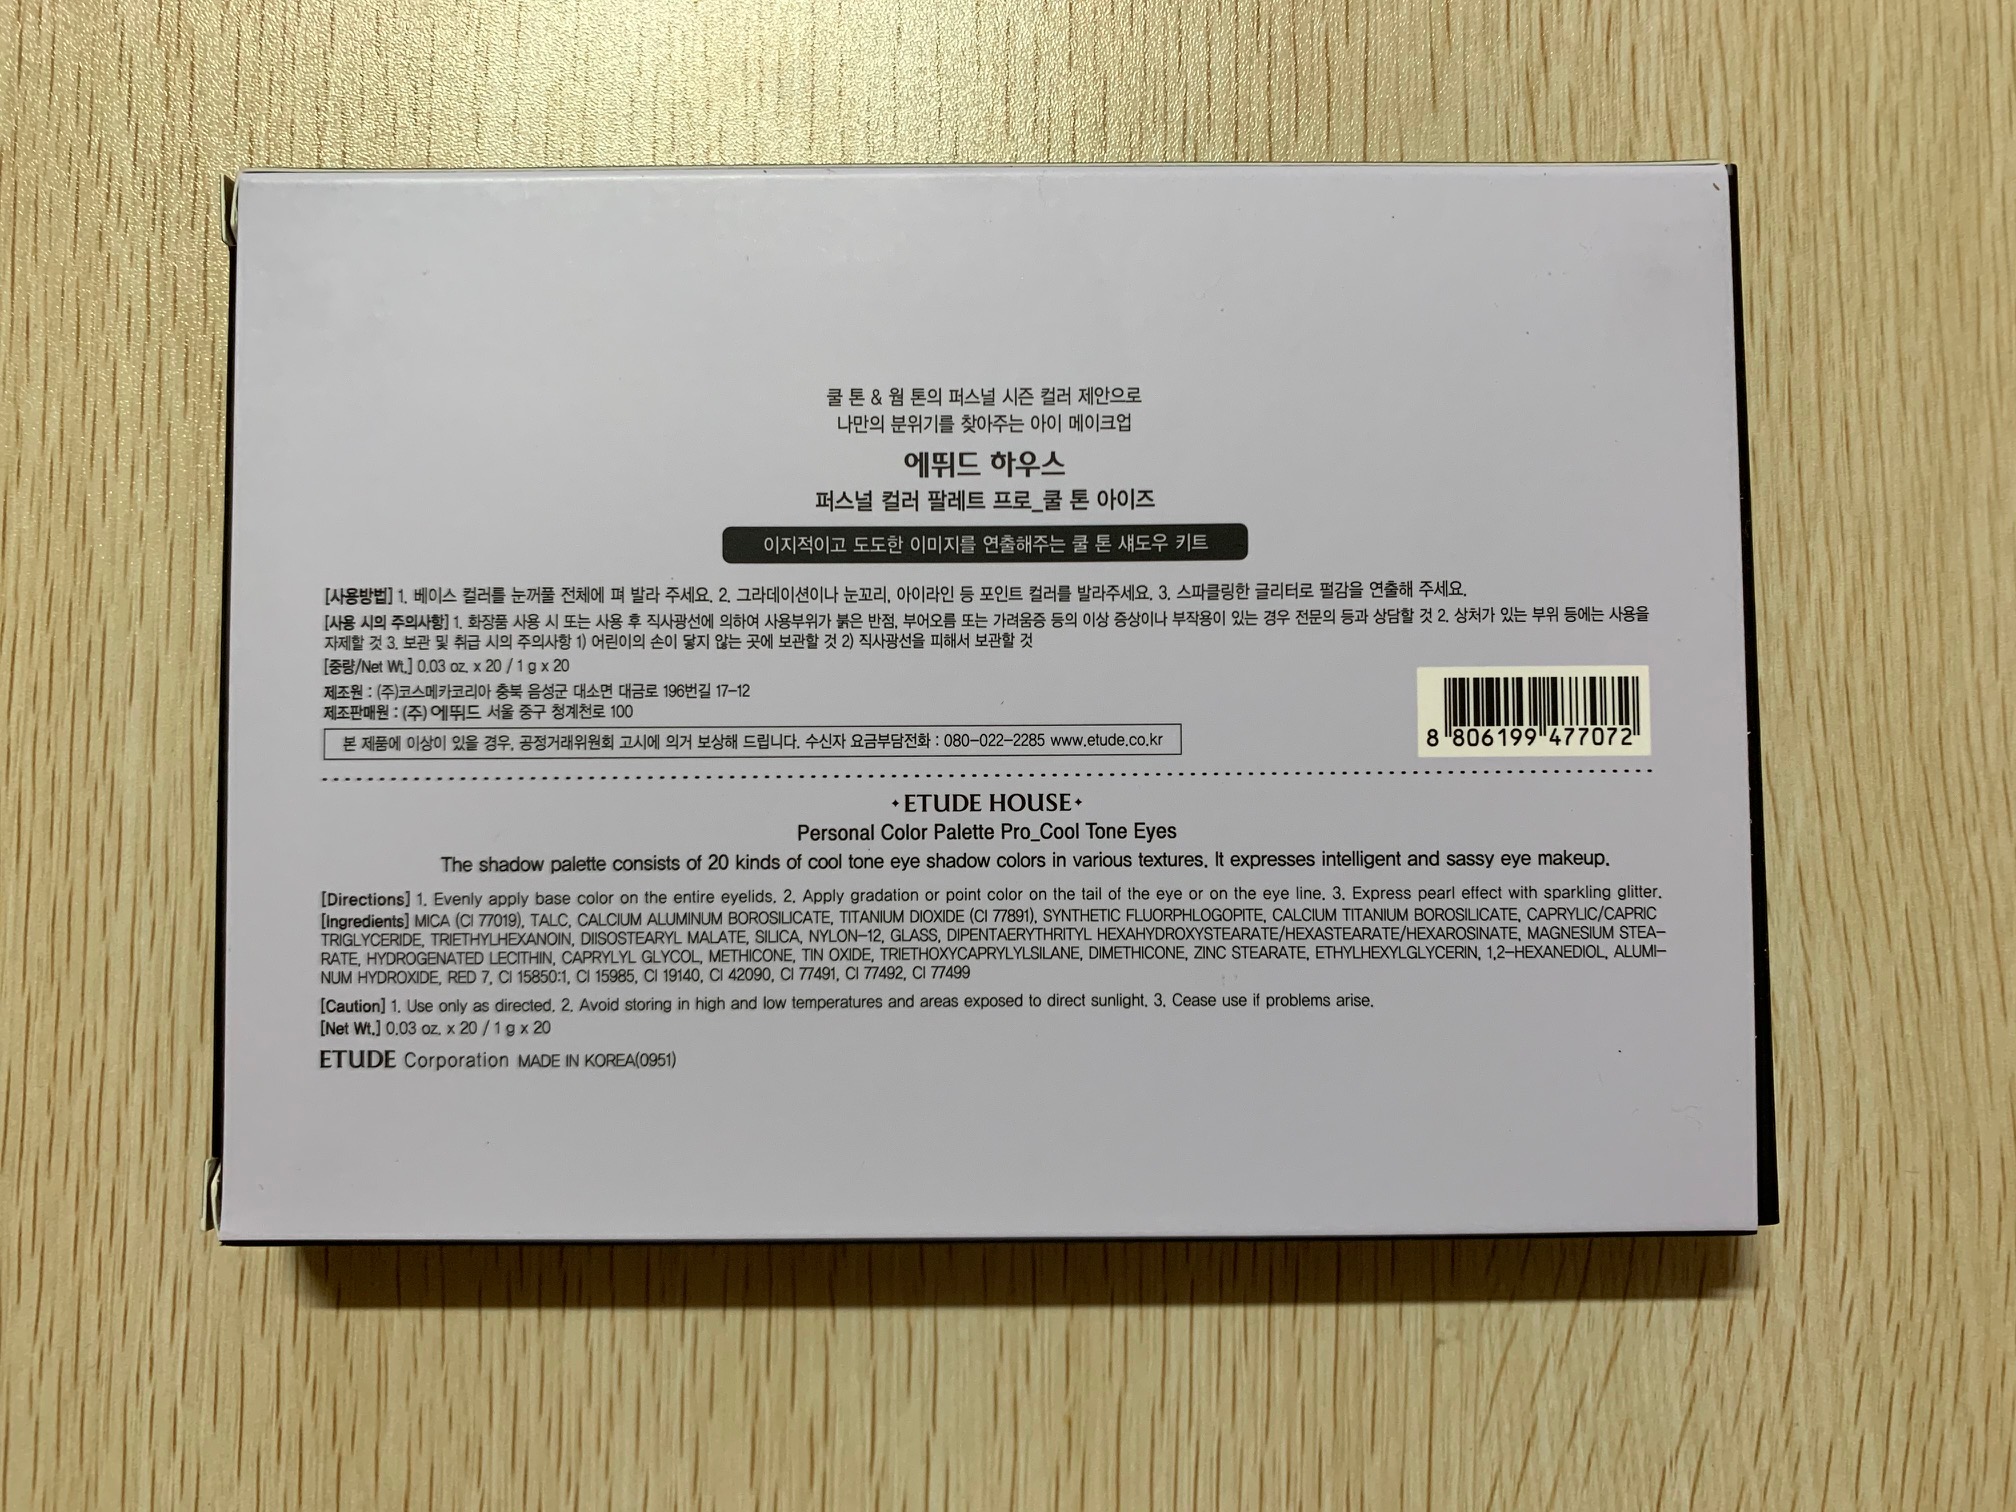 쿨 톤 & 웜 톤의 퍼스널 시즌 컬러 제안으로
나만의 분위기를 찾아주는 아이 메이크업
에뛰드 하우스
퍼스널 컬러 팔레트 프로_쿨 톤 아이즈
이지적이고 도도한 이미지를 연출해주는 쿨 톤 섀도우 키트
[사용방법] 1. 베이스 컬러를 눈꺼풀 전체에 펴 발라 주세요. 2. 그라데이션이나 눈꼬리, 아이라인 등 포인트 컬러를 발라주세요. 3. 스파클링한 글리터로 펄감을 연출해 주세요.
[사용 시의 주의사항] 1. 화장품 사용 시 또는 사용 후 직사광선에 의하여 사용부위가 붉은 반점, 부어오름 또는 가려움증 등의 이상 증상이나 부작용이 있는 경우 전문의 등과 상담할 것 2. 상처가 있는 부위 등에는 사용을
자제할 것 3. 보관 및 취급 시의 주의사항 1) 어린이의 손이 닿지 않는 곳에 보관할 것 2) 직사광선을 피해서 보관할 것
[중량/Net Wt.] 0.03 oz. x 20 / 1 g x 20
제조원 : (주)코스메카코리아 충북 음성군 대소면 대금로 196번길 17-12
제조판매원 : (주) 에뛰드 서울 중구 청계천로 100
본 제품에 이상이 있을 경우, 공정거래위원회 고시에 의거 보상해 드립니다. 수신자 요금부담전화 : 080-022-2285 www.etude.co.kr
8 806199 477072
ETUDE HOUSE
Personal Color Palette Pro_Cool Tone Eyes
The shadow palette consists of 20 kinds of cool tone eye shadow colors in various textures. It expresses intelligent and sassy eye makeup.
[Directions] 1. Evenly apply base color on the entire eyelids. 2. Apply gradation or point color on the tail of the eye or on the eye line. 3. Express pearl effect with sparkling glitter.
[Ingredients] MICA (CI 77019), TALC, CALCIUM ALUMINUM BOROSILICATE, TITANIUM DIOXIDE (CI 77891), SYNTHETIC FLUORPHLOGOPITE, CALCIUM TITANIUM BOROSILICATE, CAPRYLIC/CAPRIC
TRIGLYCERIDE, TRIETHYLHEXANOIN, DIISOSTEARYL MALATE, SILICA, NYLON-12, GLASS, DIPENTAERYTHRITYL HEXAHYDROXYSTEARATE/HEXASTEARATE/HEXAROSINATE, MAGNESIUM STEA-
RATE, HYDROGENATED LECITHIN, CAPRYLYL GLYCOL, METHICONE, TIN OXIDE, TRIETHOXYCAPRYLYLSILANE, DIMETHICONE, ZINC STEARATE, ETHYLHEXYLGLYCERIN, 1,2-HEXANEDIOL, ALUMI-
NUM HYDROXIDE, RED 7, CI 15850:1, CI 15985, CI 19140, CI 42090, CI 77491, CI 77492, CI 77499
[Caution] 1. Use only as directed. 2. Avoid storing in high and low temperatures and areas exposed to direct sunlight. 3. Cease use if problems arise.
[Net Wt.] 0.03 oz. x 20 / 1 g x 20
ETUDE Corporation MADE IN KOREA(0951)